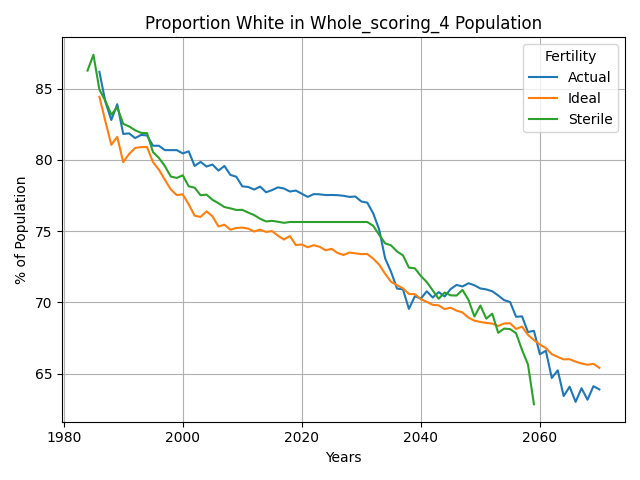 Proportion White in Whole_scoring_4 Population
Fertility
Actual
Ideal
Sterile
% of Population
85
80
75
70
65
1980
2000
2020
2040
2060
Years